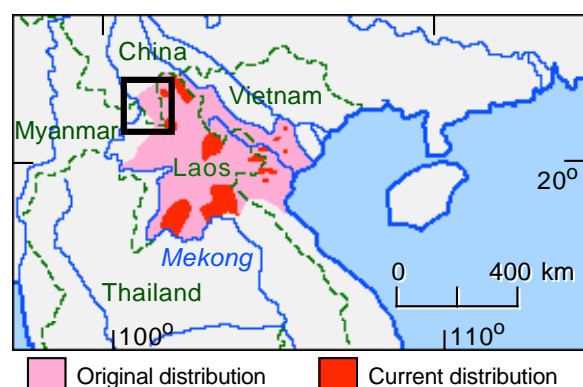 China
Vietnam
Myanmar
Laos
20°
Mekong
0 400 km
Thailand
100° 110°
Original distribution Current distribution